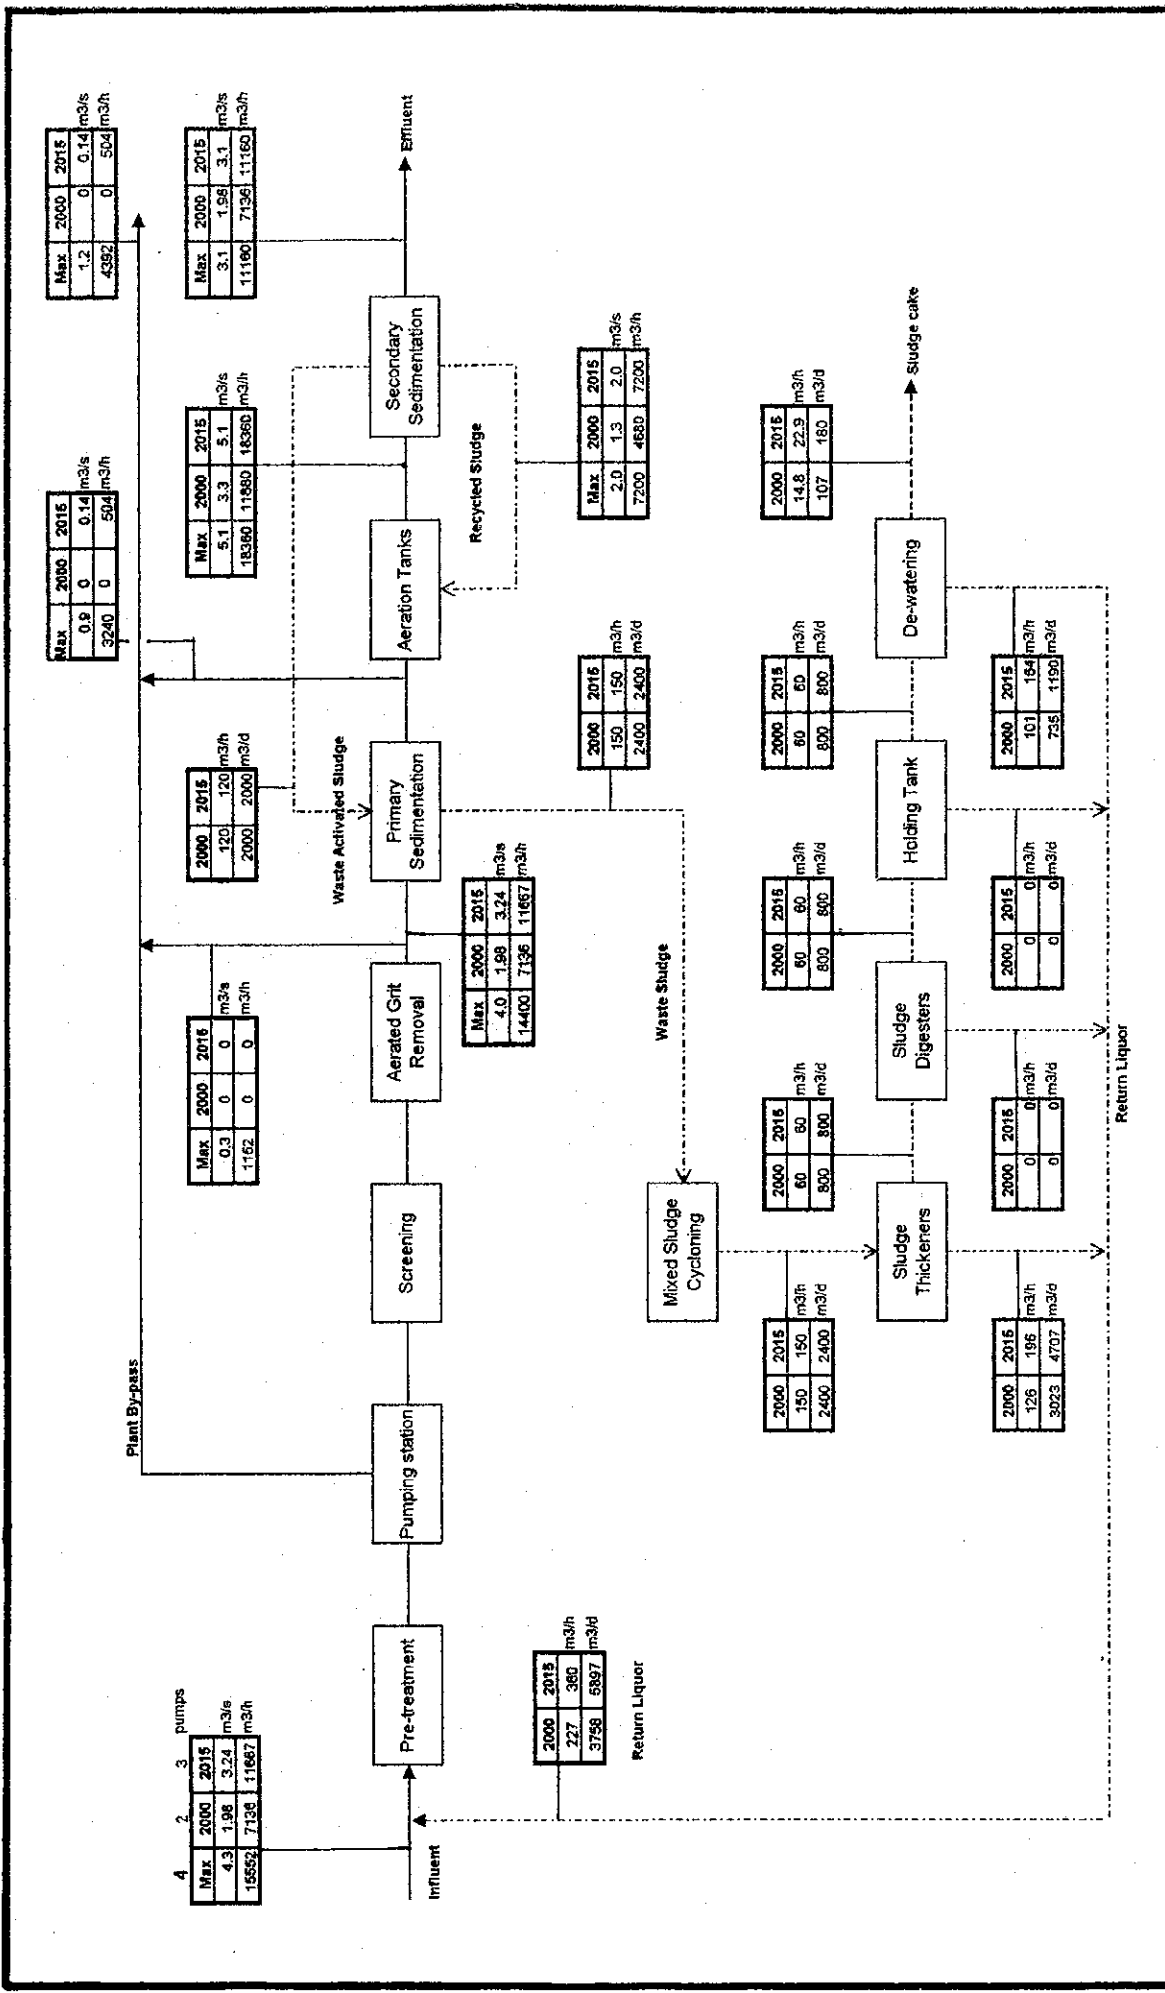 4 2 3 pumps
Max 2000 2015
4.3 1.98 3.24 m3/s
15552 7136 11667 m3/h
Influent
Pre-treatment
Pumping station
Screening
Aerated Grit
Removal
Primary
Sedimentation
Aeration Tanks
Secondary
Sedimentation
Effluent
Plant By-pass
Max 2000 2015
0.3 0 0 m3/s
1152 0 0 m3/h
Max 2000 2015
4.0 1.98 3.24 m3/s
14400 7136 11667 m3/h
2000 2015
120 120 m3/h
2000 2000 m3/d
Waste Activated Sludge
Max 2000 2015
0.9 0 0.14 m3/s
3240 0 504 m3/h
Max 2000 2015
5.1 3.3 5.1 m3/s
18360 11880 18360 m3/h
Max 2000 2015
1.2 0 0.14 m3/s
4392 0 504 m3/h
Max 2000 2015
3.1 1.98 3.1 m3/s
11160 7136 11160 m3/h
Recycled Sludge
Max 2000 2015
2.0 1.3 2.0 m3/s
7200 4680 7200 m3/h
2000 2015
150 150 m3/h
2400 2400 m3/d
Waste Sludge
Mixed Sludge
Cycloning
2000 2015
150 150 m3/h
2400 2400 m3/d
Sludge
Thickeners
2000 2015
60 60 m3/h
800 800 m3/d
Sludge
Digesters
2000 2015
60 60 m3/h
800 800 m3/d
Holding Tank
2000 2015
60 60 m3/h
800 800 m3/d
De-watering
2000 2015
14.8 22.9 m3/h
107 180 m3/d
Sludge cake
2000 2015
126 196 m3/h
3023 4707 m3/d
2000 2015
0 0 m3/h
0 0 m3/d
2000 2015
0 0 m3/h
0 0 m3/d
2000 2015
101 164 m3/h
735 1190 m3/d
Return Liquor
2000 2015
227 360 m3/h
3758 5897 m3/d
Return Liquor